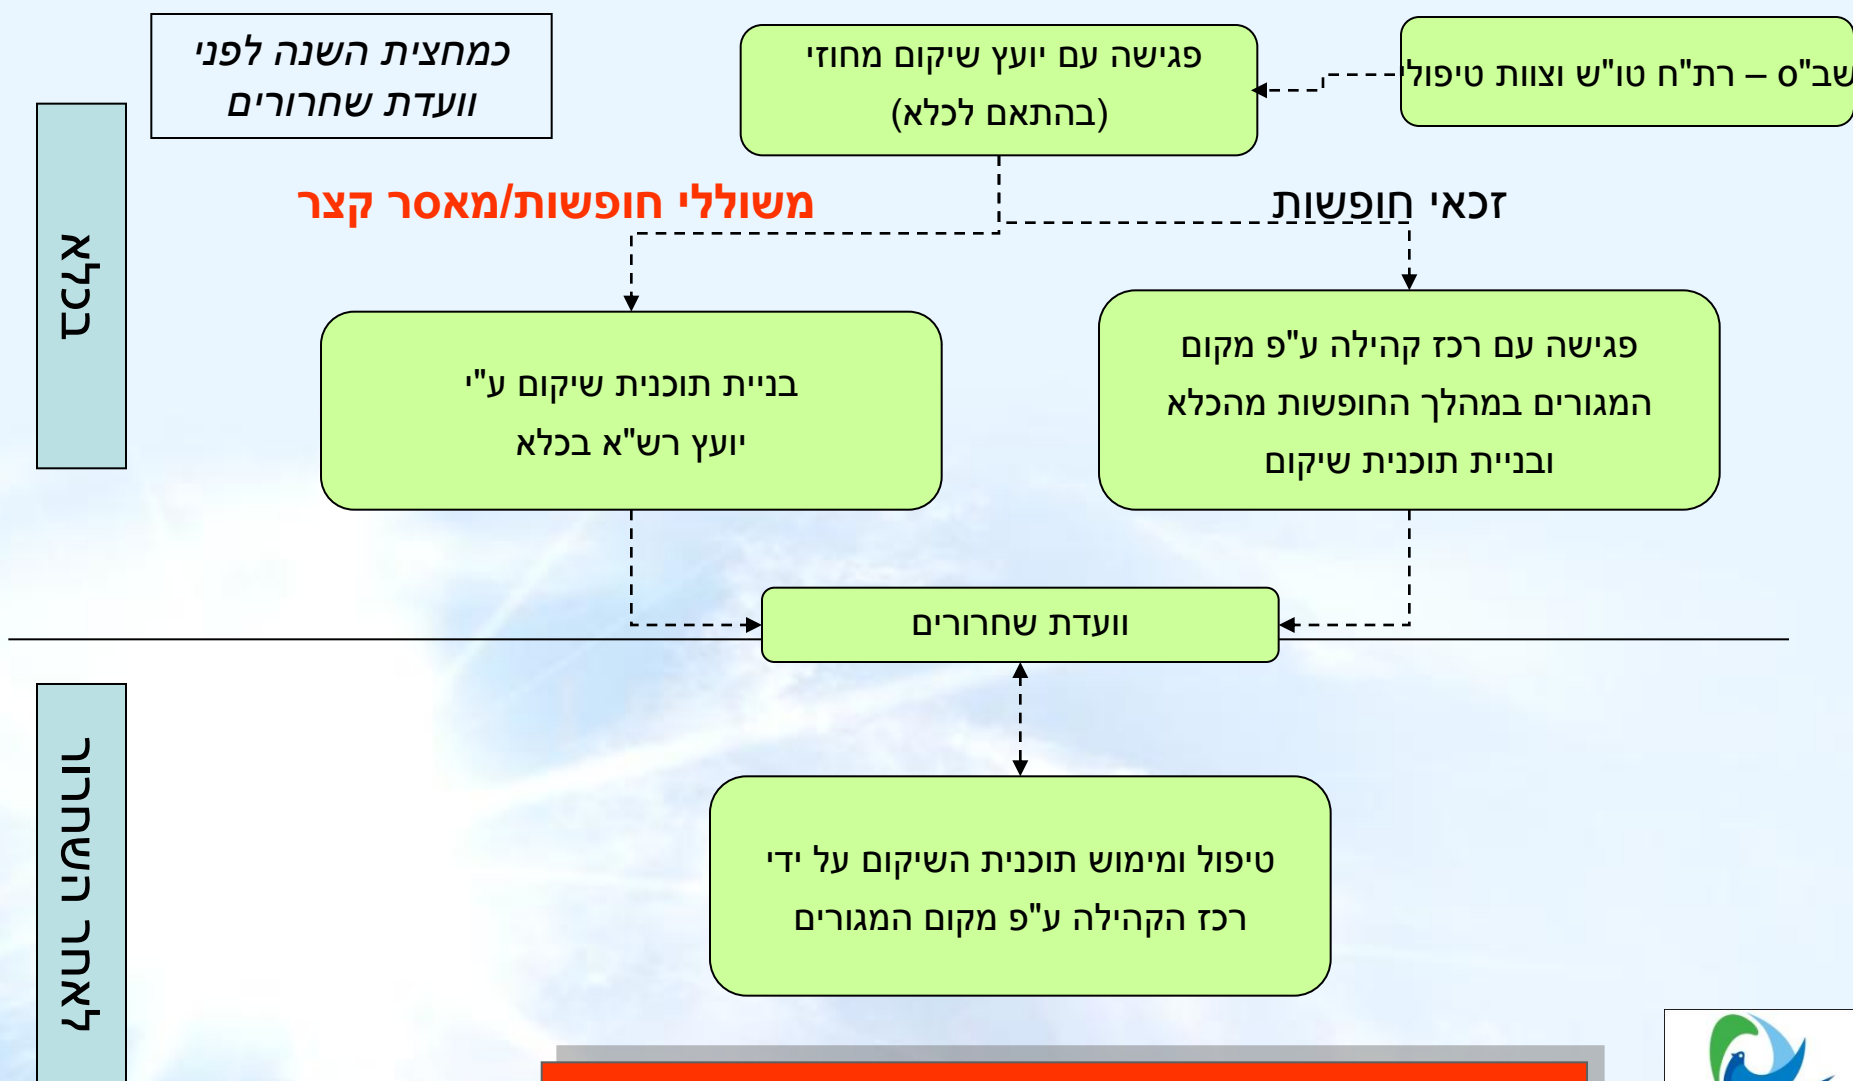 כמחצית השנה לפני
וועדת שחרורים
פגישה עם יועץ שיקום מחוזי
(בהתאם לכלא)
שב"ס – רת"ח טו"ש וצוות טיפולי
בכלא
זכאי חופשות
משוללי חופשות/מאסר קצר
פגישה עם רכז קהילה ע"פ מקום
המגורים במהלך החופשות מהכלא
ובניית תוכנית שיקום
בניית תוכנית שיקום ע"י
יועץ רש"א בכלא
וועדת שחרורים
לאחר השחרור
טיפול ומימוש תוכנית השיקום על ידי
רכז הקהילה ע"פ מקום המגורים